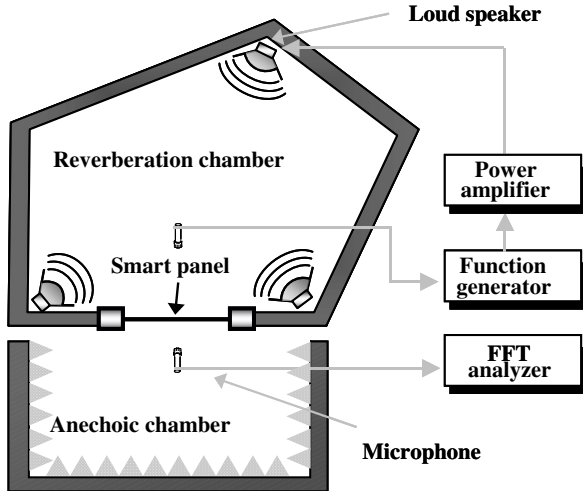 Loud speaker
Reverberation chamber
Power
amplifier
Smart panel
Function
generator
FFT
analyzer
Anechoic chamber
Microphone